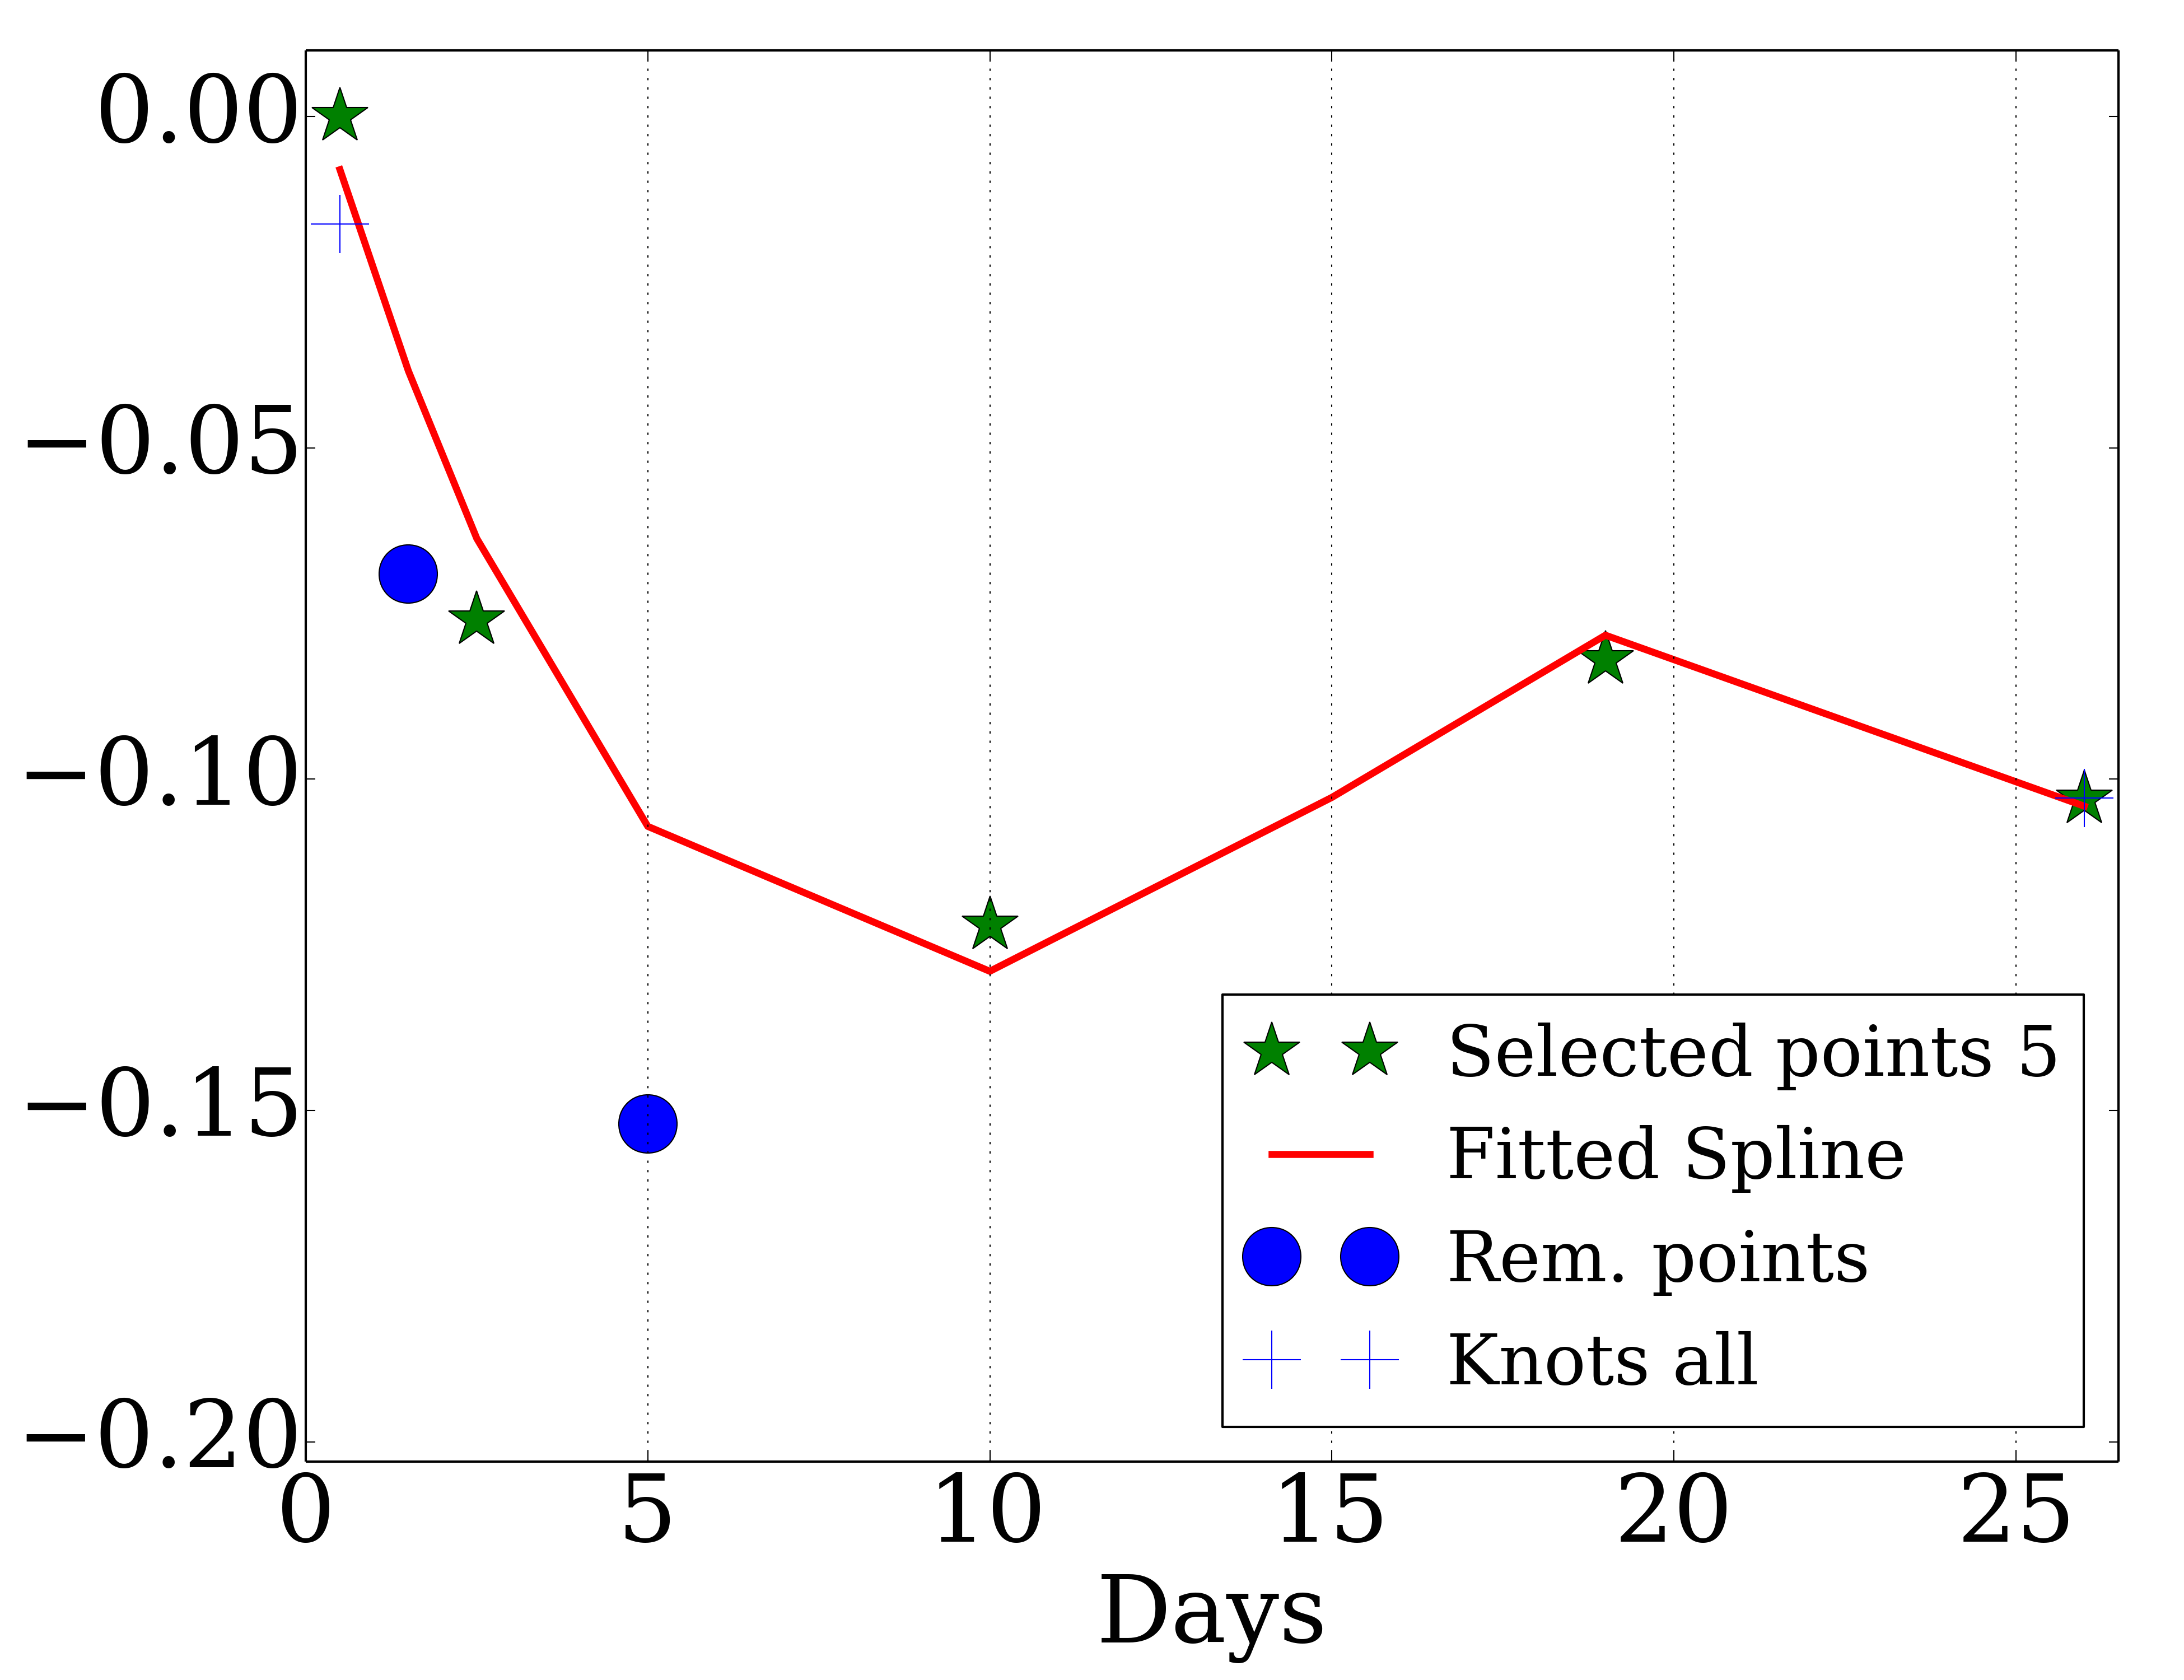 0.00
−0.05
−0.10
−0.15
−0.20
0 5 10 15 20 25
Days
Selected points 5
Fitted Spline
Rem. points
Knots all